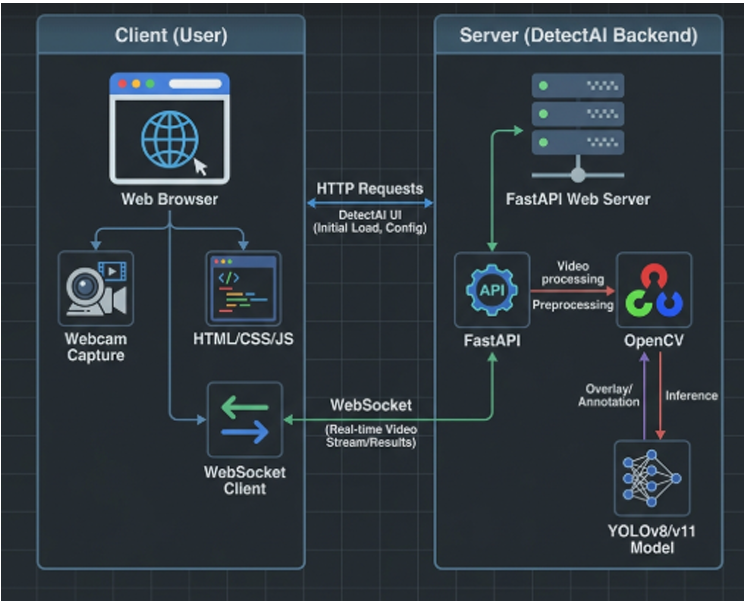 Client (User)
Server (DetectAI Backend)
Web Browser
FastAPI Web Server
HTTP Requests
DetectAI UI
(Initial Load, Config)
</>
Webcam
Capture
HTML/CSS/JS
API
FastAPI
Video
processing
Preprocessing
OpenCV
WebSocket
(Real-time Video
Stream/Results)
WebSocket
Client
Overlay/
Annotation
Inference
YOLOv8/v11
Model